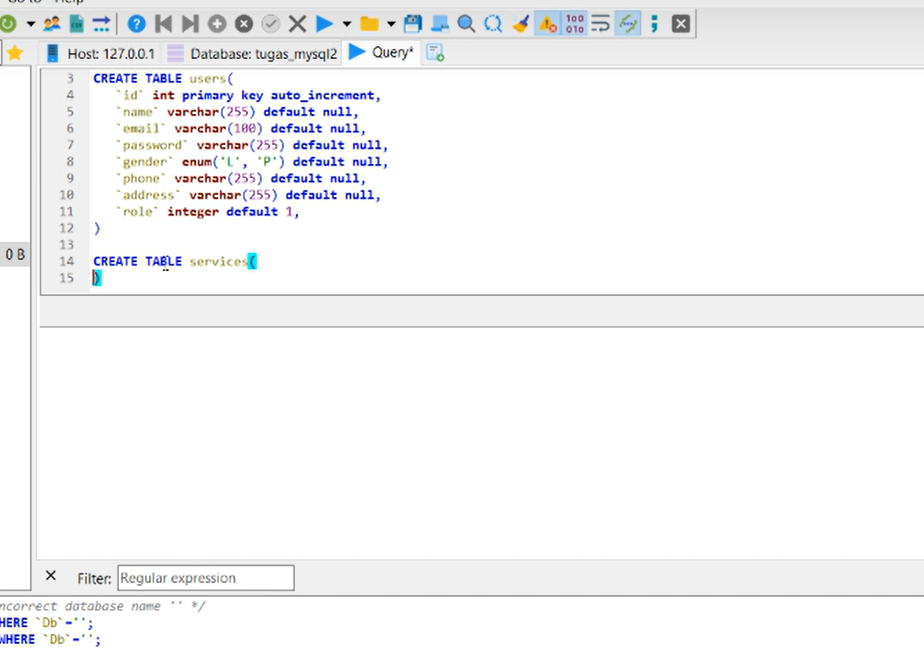 Host: 127.0.0.1 Database: tugas_mysql2 Query*
3 CREATE TABLE users(
4 `id` int primary key auto_increment,
5 `name` varchar(255) default null,
6 `email` varchar(100) default null,
7 `password` varchar(255) default null,
8 `gender` enum('L', 'P') default null,
9 `phone` varchar(255) default null,
10 `address` varchar(255) default null,
11 `role` integer default 1,
12 )
13
14 CREATE TABLE services(
15 )
0 B
Filter: Regular expression
ncorrect database name '' */
HERE `Db`='';
WHERE `Db`='';